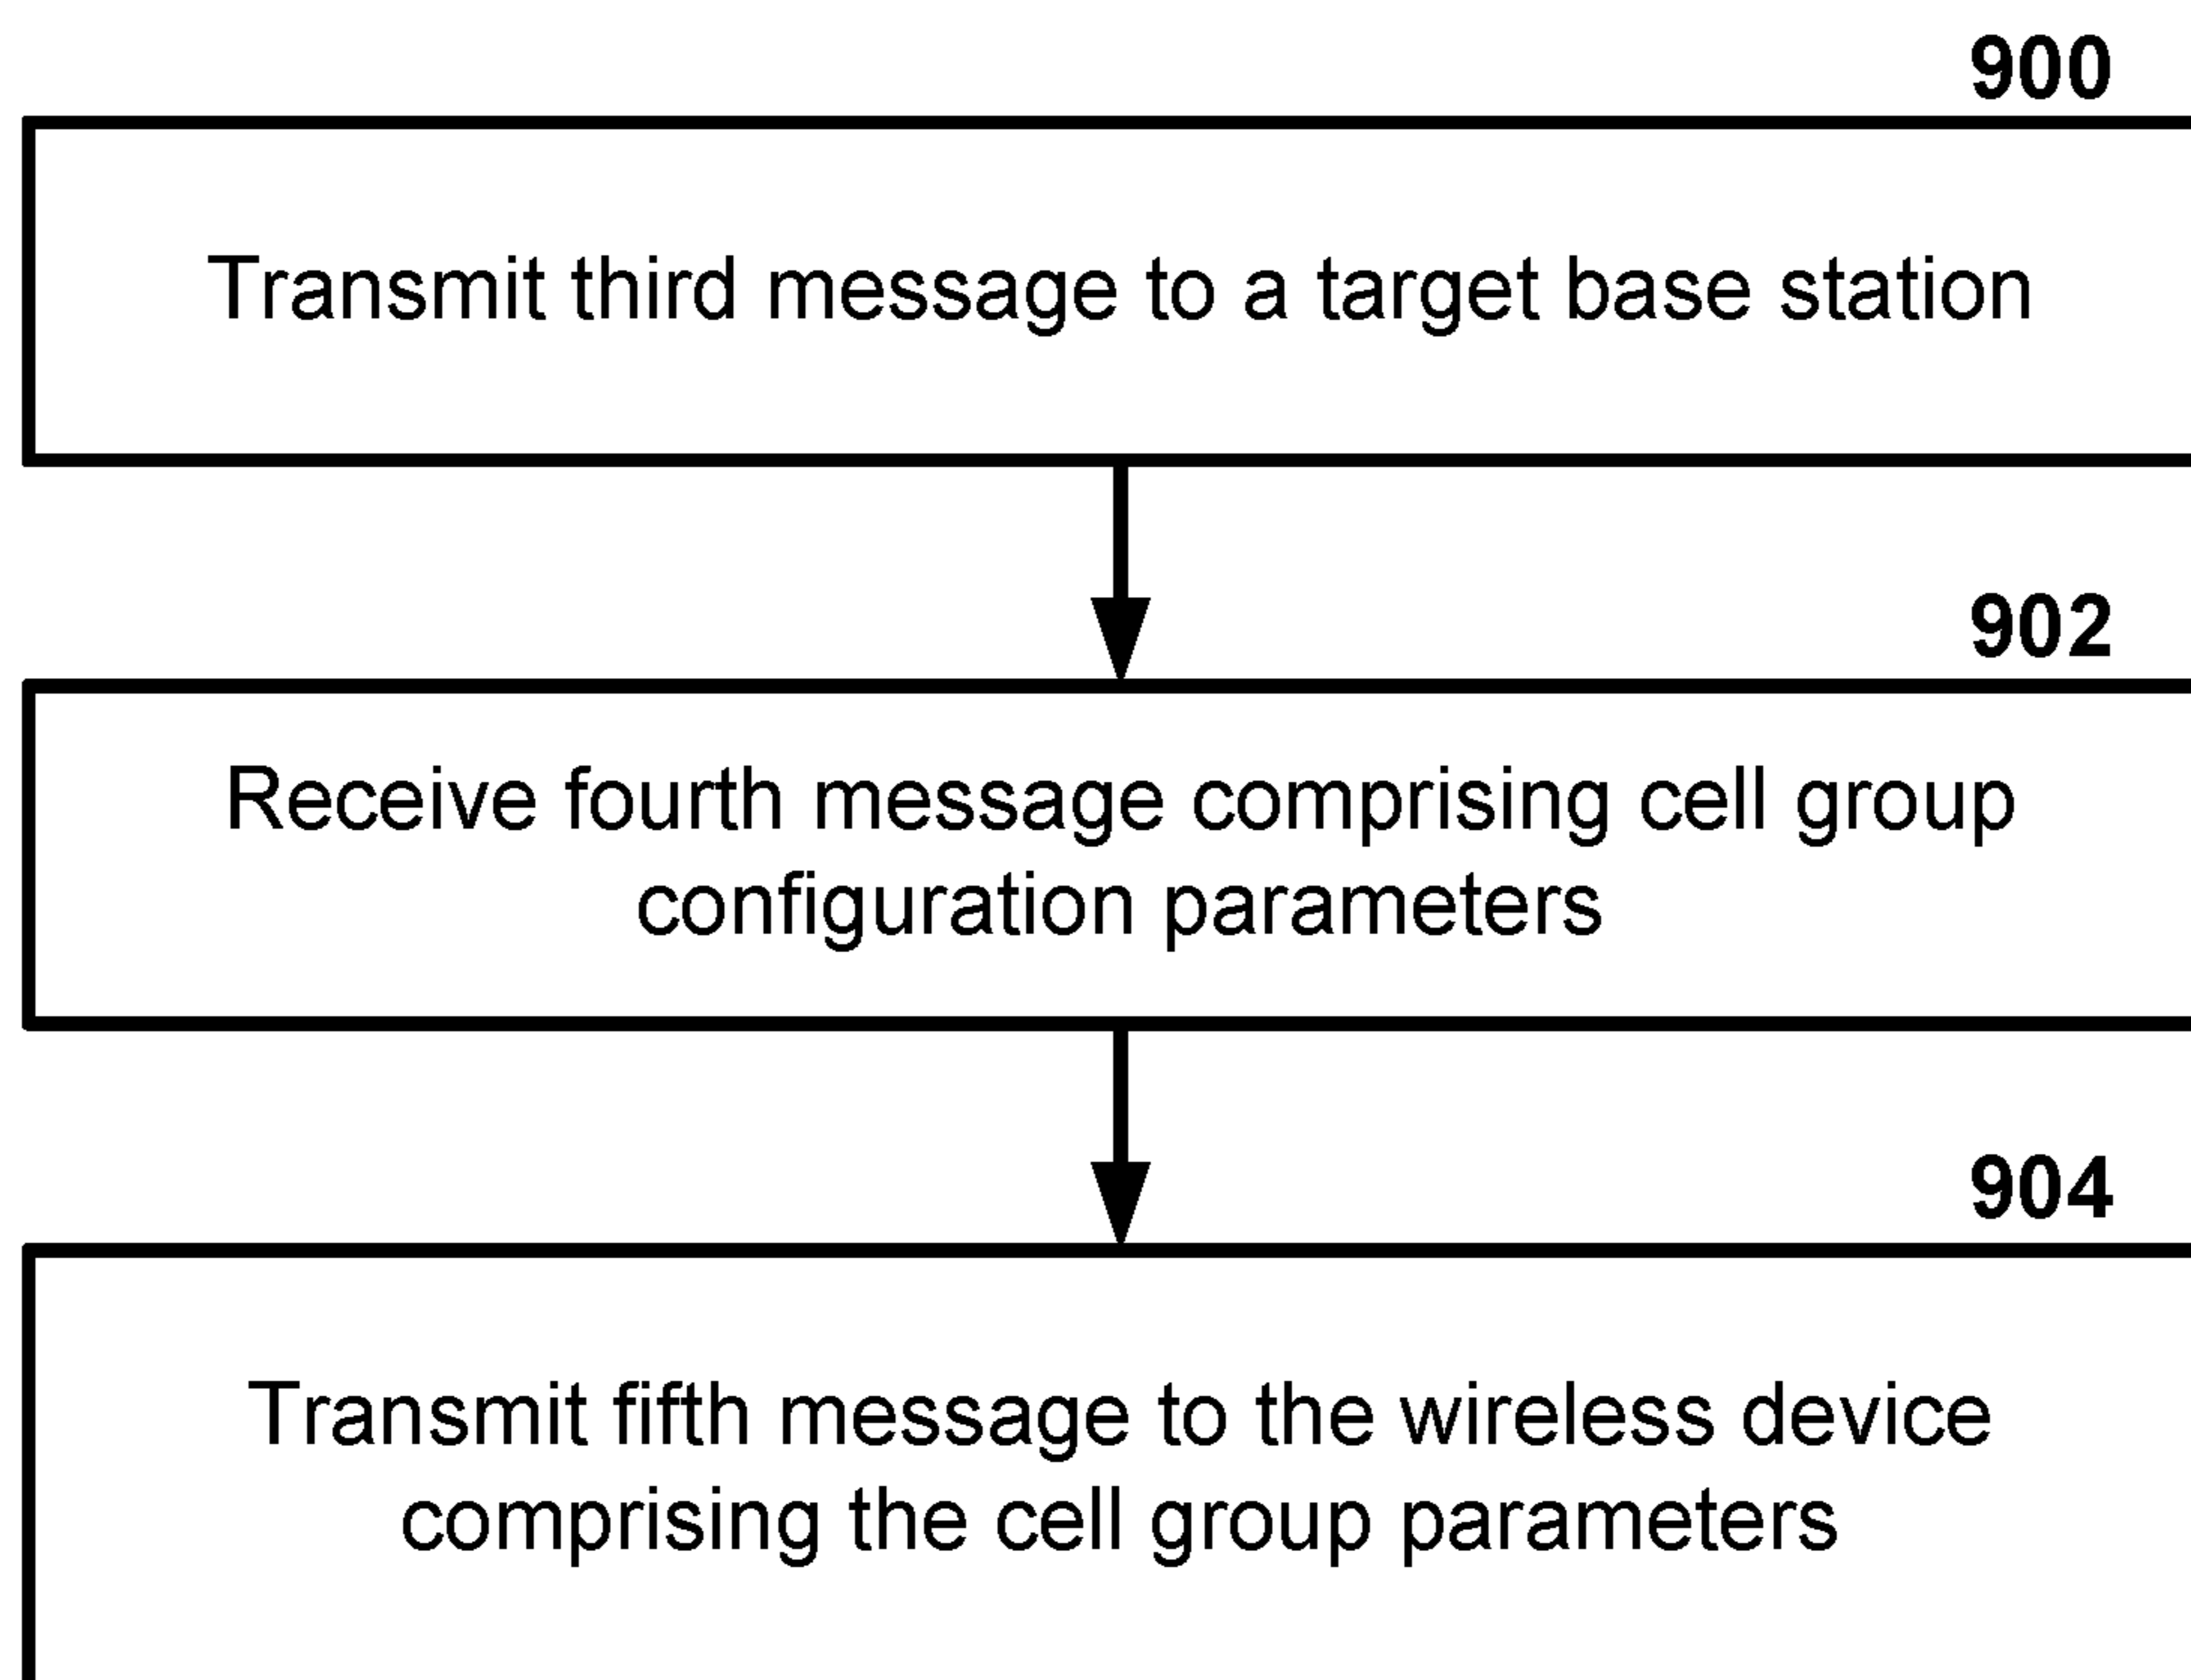 900
Transmit third message to a target base station
902
Receive fourth message comprising cell group
configuration parameters
904
Transmit fifth message to the wireless device
comprising the cell group parameters